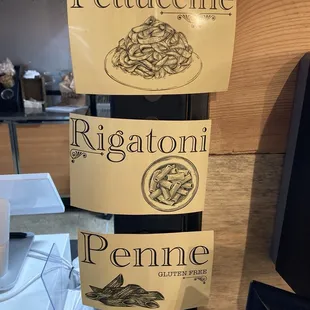 Fettuccine
Rigatoni
Penne
GLUTEN FREE